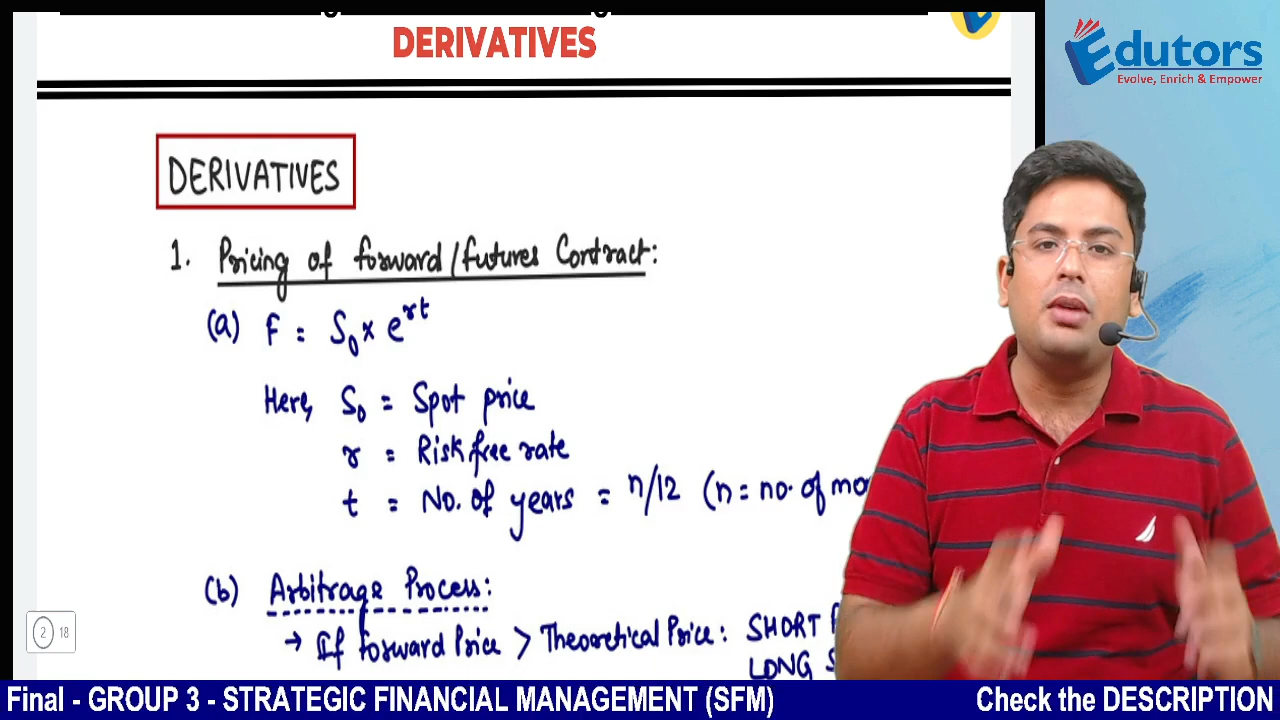 DERIVATIVES
Edutors
Evolve, Enrich & Empower
DERIVATIVES
1. Pricing of forward/futures Contract:
(a) F = S₀ × eʳᵗ
Here, S₀ = Spot price
r = Risk free rate
t = No. of years = n/12 (n = no. of mo
(b) Arbitrage Process:
→ If forward Price > Theoretical Price: SHORT
LONG S
2 18
Final - GROUP 3 - STRATEGIC FINANCIAL MANAGEMENT (SFM)
Check the DESCRIPTION